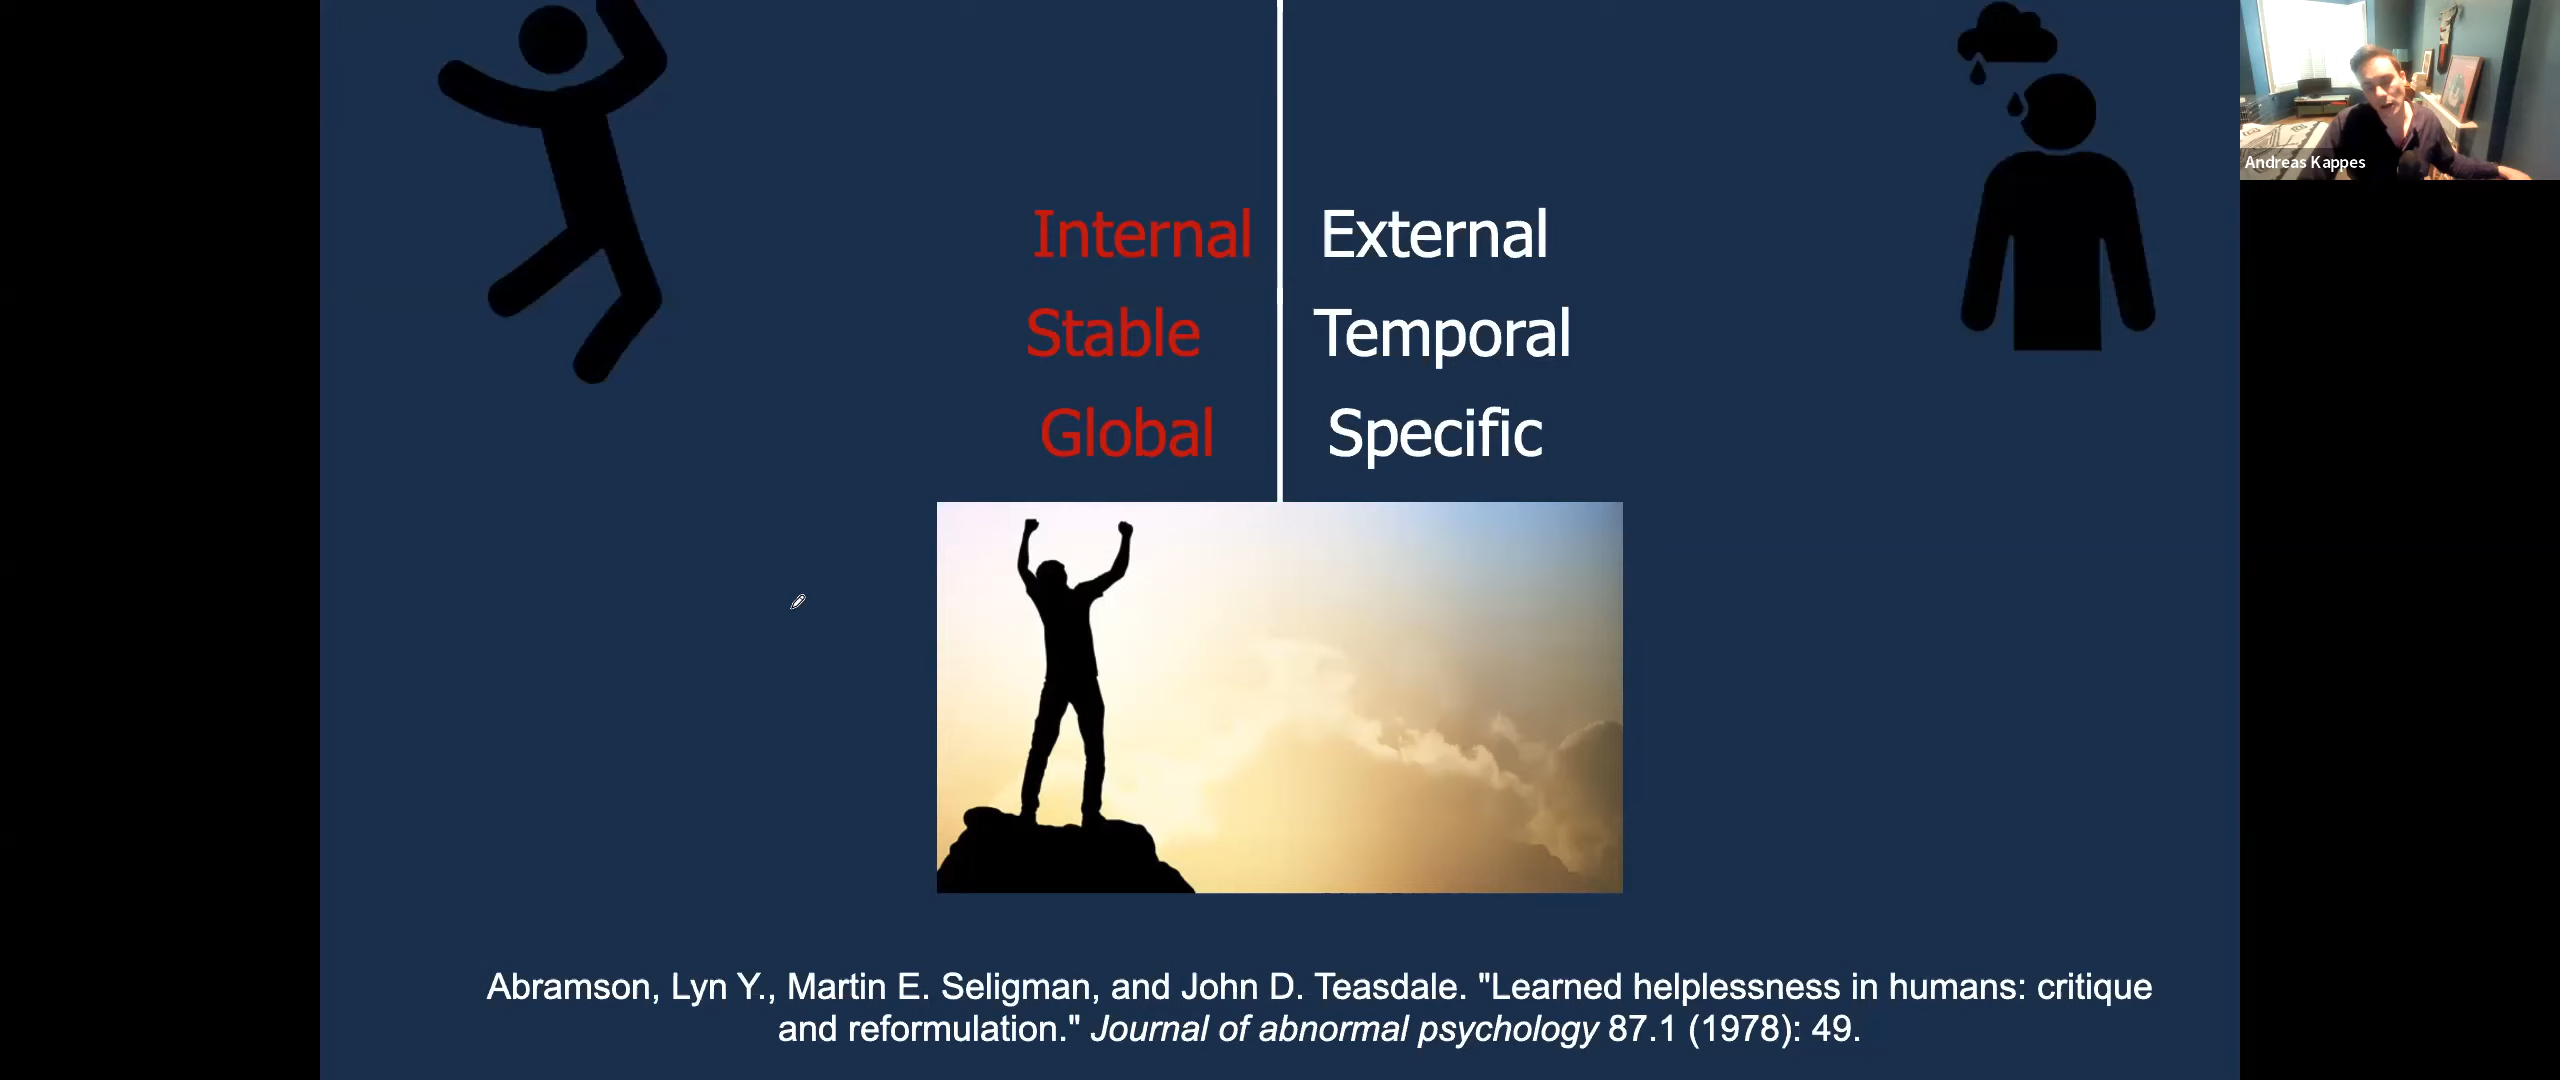 Internal
External
Stable
Temporal
Global
Specific
Andreas Kappes
Abramson, Lyn Y., Martin E. Seligman, and John D. Teasdale. "Learned helplessness in humans: critique
and reformulation." Journal of abnormal psychology 87.1 (1978): 49.